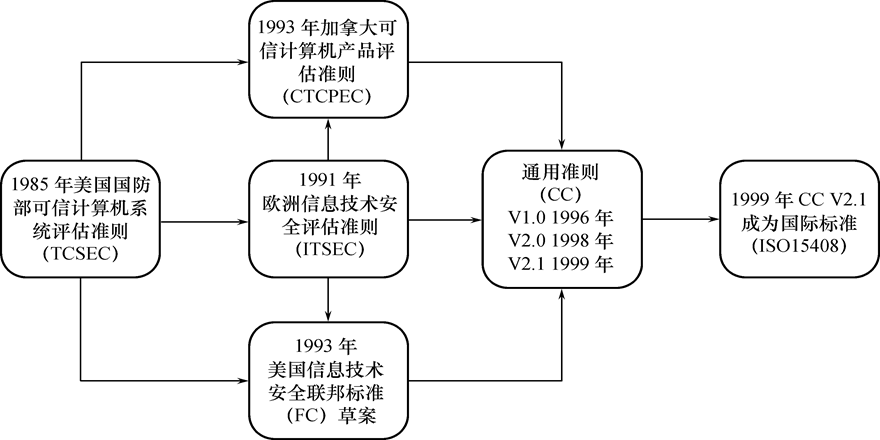 1993 年加拿大可
信计算机产品评
估准则
（CTCPEC）
1985 年美国国防
部可信计算机系
统评估准则
（TCSEC）
1991 年
欧洲信息技术安
全评估准则
（ITSEC）
1993 年
美国信息技术
安全联邦标准
（FC）草案
通用准则
（CC）
V1.0 1996 年
V2.0 1998 年
V2.1 1999 年
1999 年 CC V2.1
成为国际标准
（ISO15408）